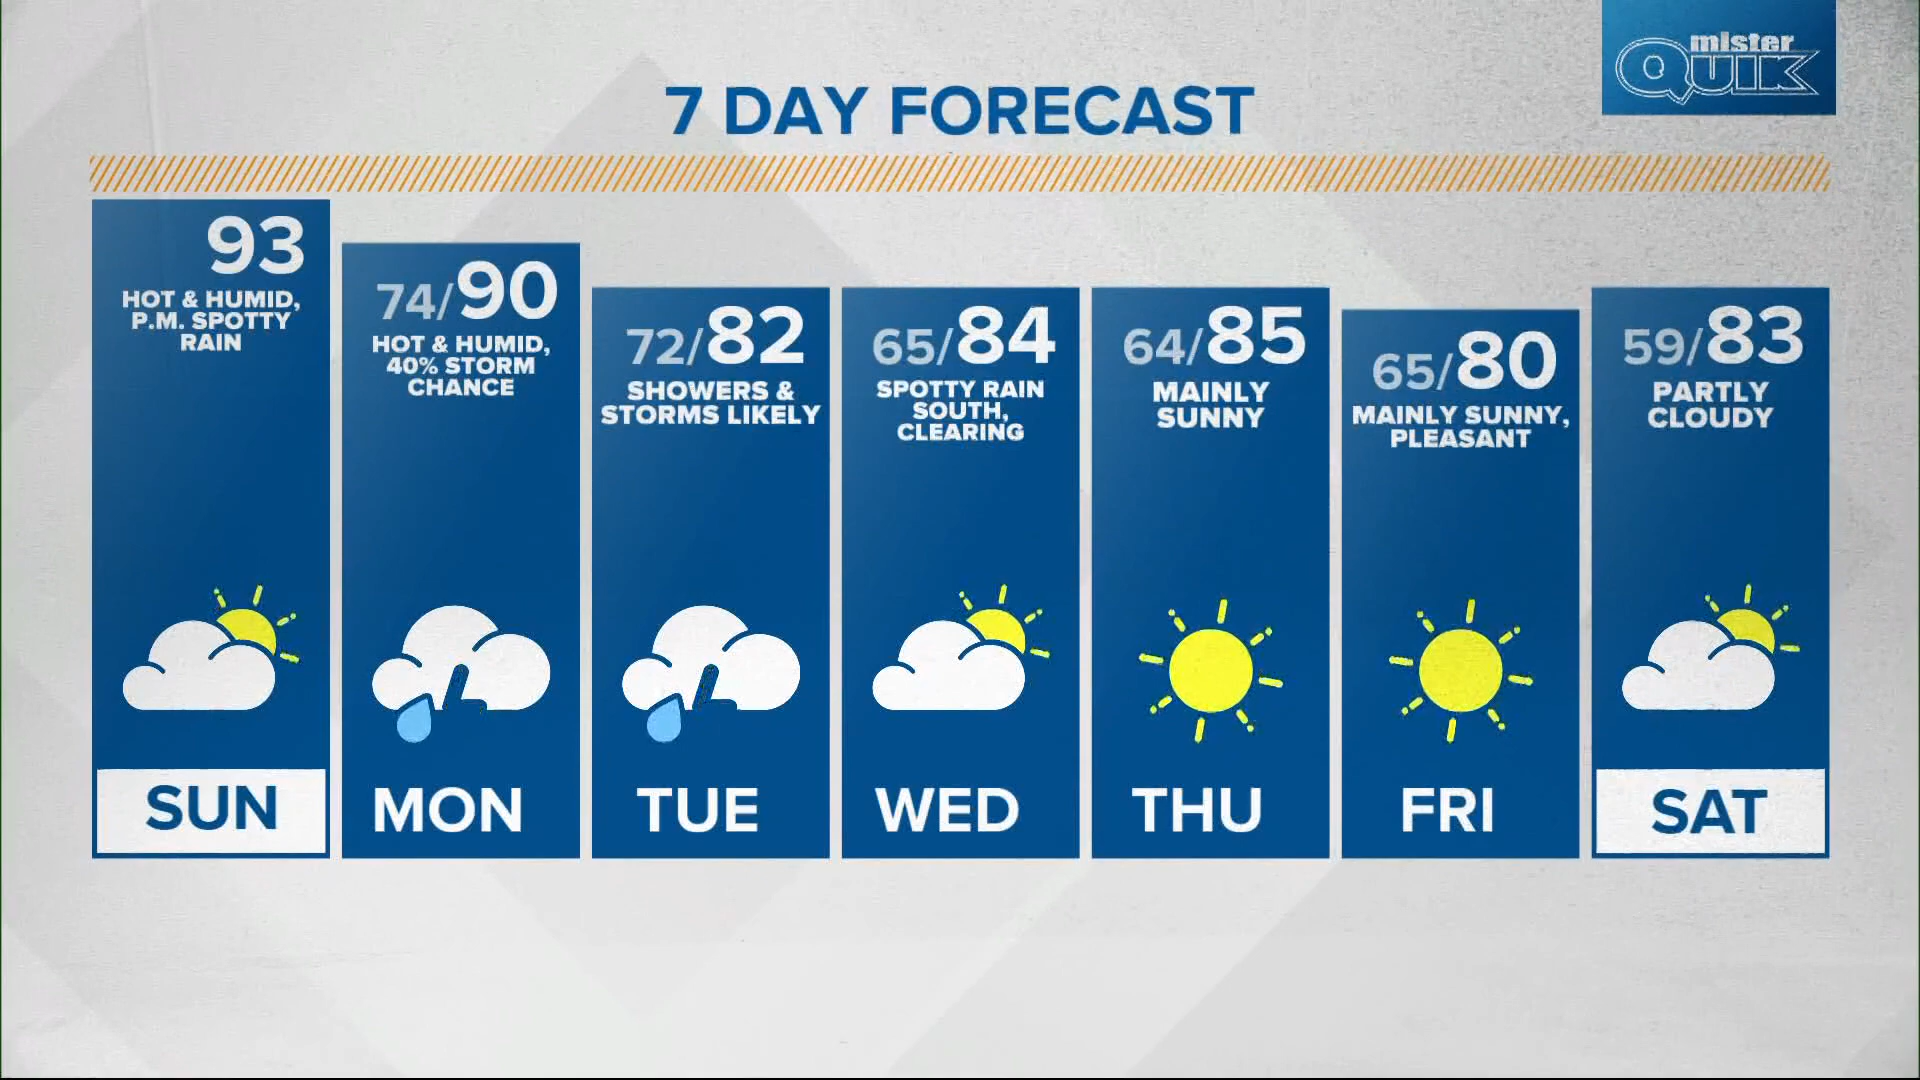 mister
QUIK
7 DAY FORECAST
93
HOT & HUMID,
P.M. SPOTTY
RAIN
SUN
74/90
HOT & HUMID,
40% STORM
CHANCE
MON
72/82
SHOWERS &
STORMS LIKELY
TUE
65/84
SPOTTY RAIN
SOUTH,
CLEARING
WED
64/85
MAINLY
SUNNY
THU
65/80
MAINLY SUNNY,
PLEASANT
FRI
59/83
PARTLY
CLOUDY
SAT